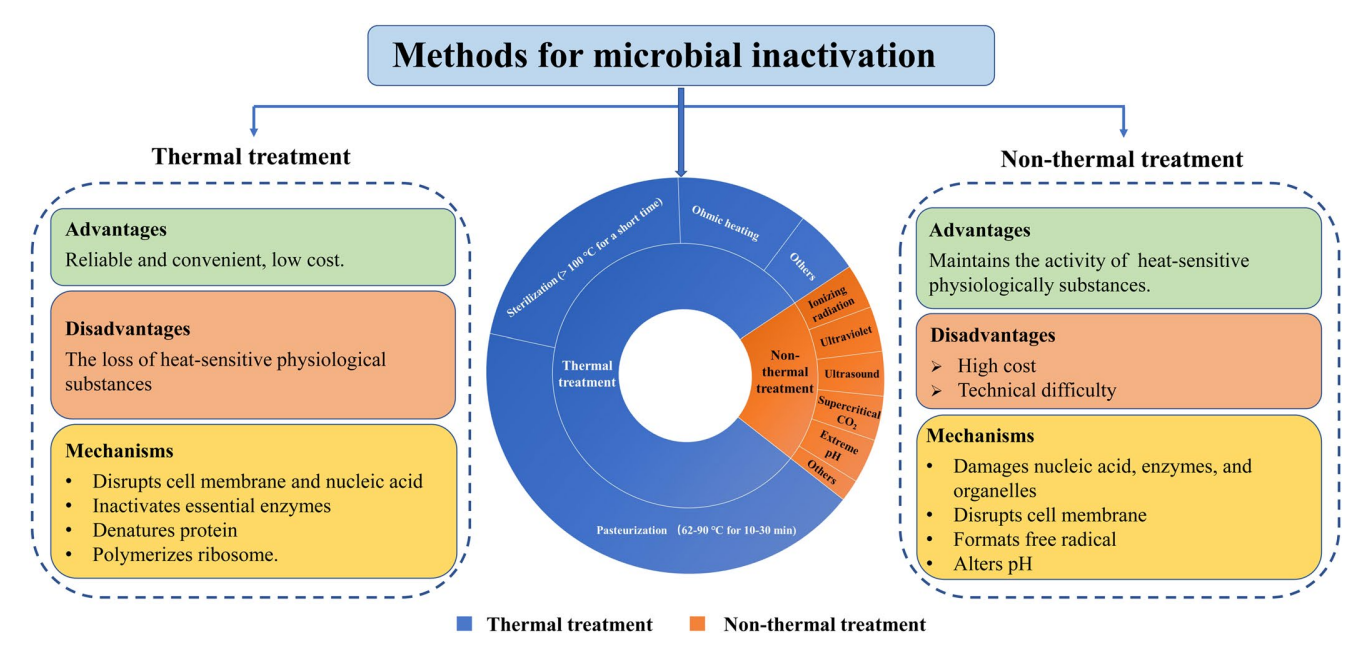 Methods for microbial inactivation
Thermal treatment
Advantages
Reliable and convenient, low cost.
Disadvantages
The loss of heat-sensitive physiological
substances
Mechanisms
• Disrupts cell membrane and nucleic acid
• Inactivates essential enzymes
• Denatures protein
• Polymerizes ribosome.
Sterilization (> 100 ℃ for a short time)
Ohmic heating
Others
Ionizing
radiation
Ultraviolet
Ultrasound
Supercritical
CO₂
Extreme
pH
Others
Pasteurization （62-90 ℃ for 10-30 min)
Thermal
treatment
Non-
thermal
treatment
Non-thermal treatment
Advantages
Maintains the activity of heat-sensitive
physiologically substances.
Disadvantages
➢ High cost
➢ Technical difficulty
Mechanisms
• Damages nucleic acid, enzymes, and
organelles
• Disrupts cell membrane
• Formats free radical
• Alters pH
Thermal treatment
Non-thermal treatment